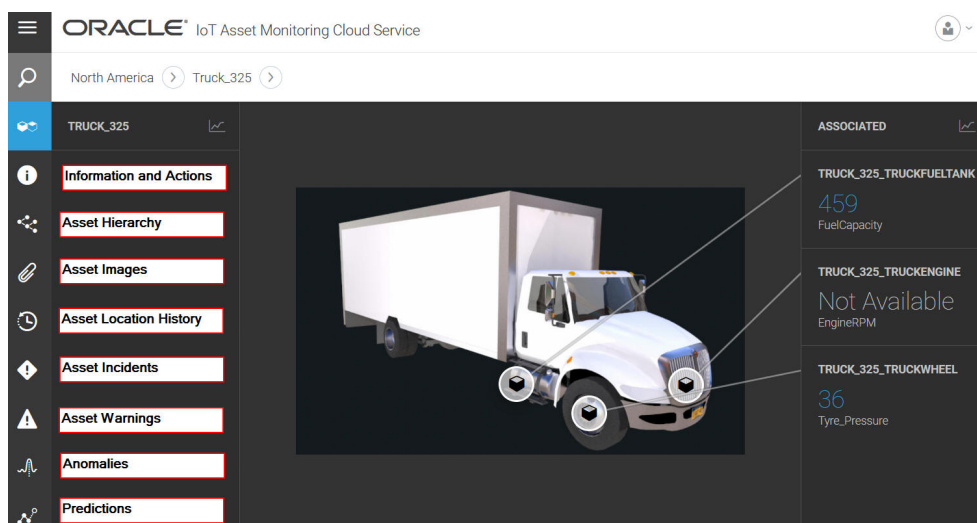 ORACLE® IoT Asset Monitoring Cloud Service
North America Truck_325
TRUCK_325
Information and Actions
Asset Hierarchy
Asset Images
Asset Location History
Asset Incidents
Asset Warnings
Anomalies
Predictions
ASSOCIATED
TRUCK_325_TRUCKFUELTANK
459
FuelCapacity
TRUCK_325_TRUCKENGINE
Not Available
EngineRPM
TRUCK_325_TRUCKWHEEL
36
Tyre_Pressure